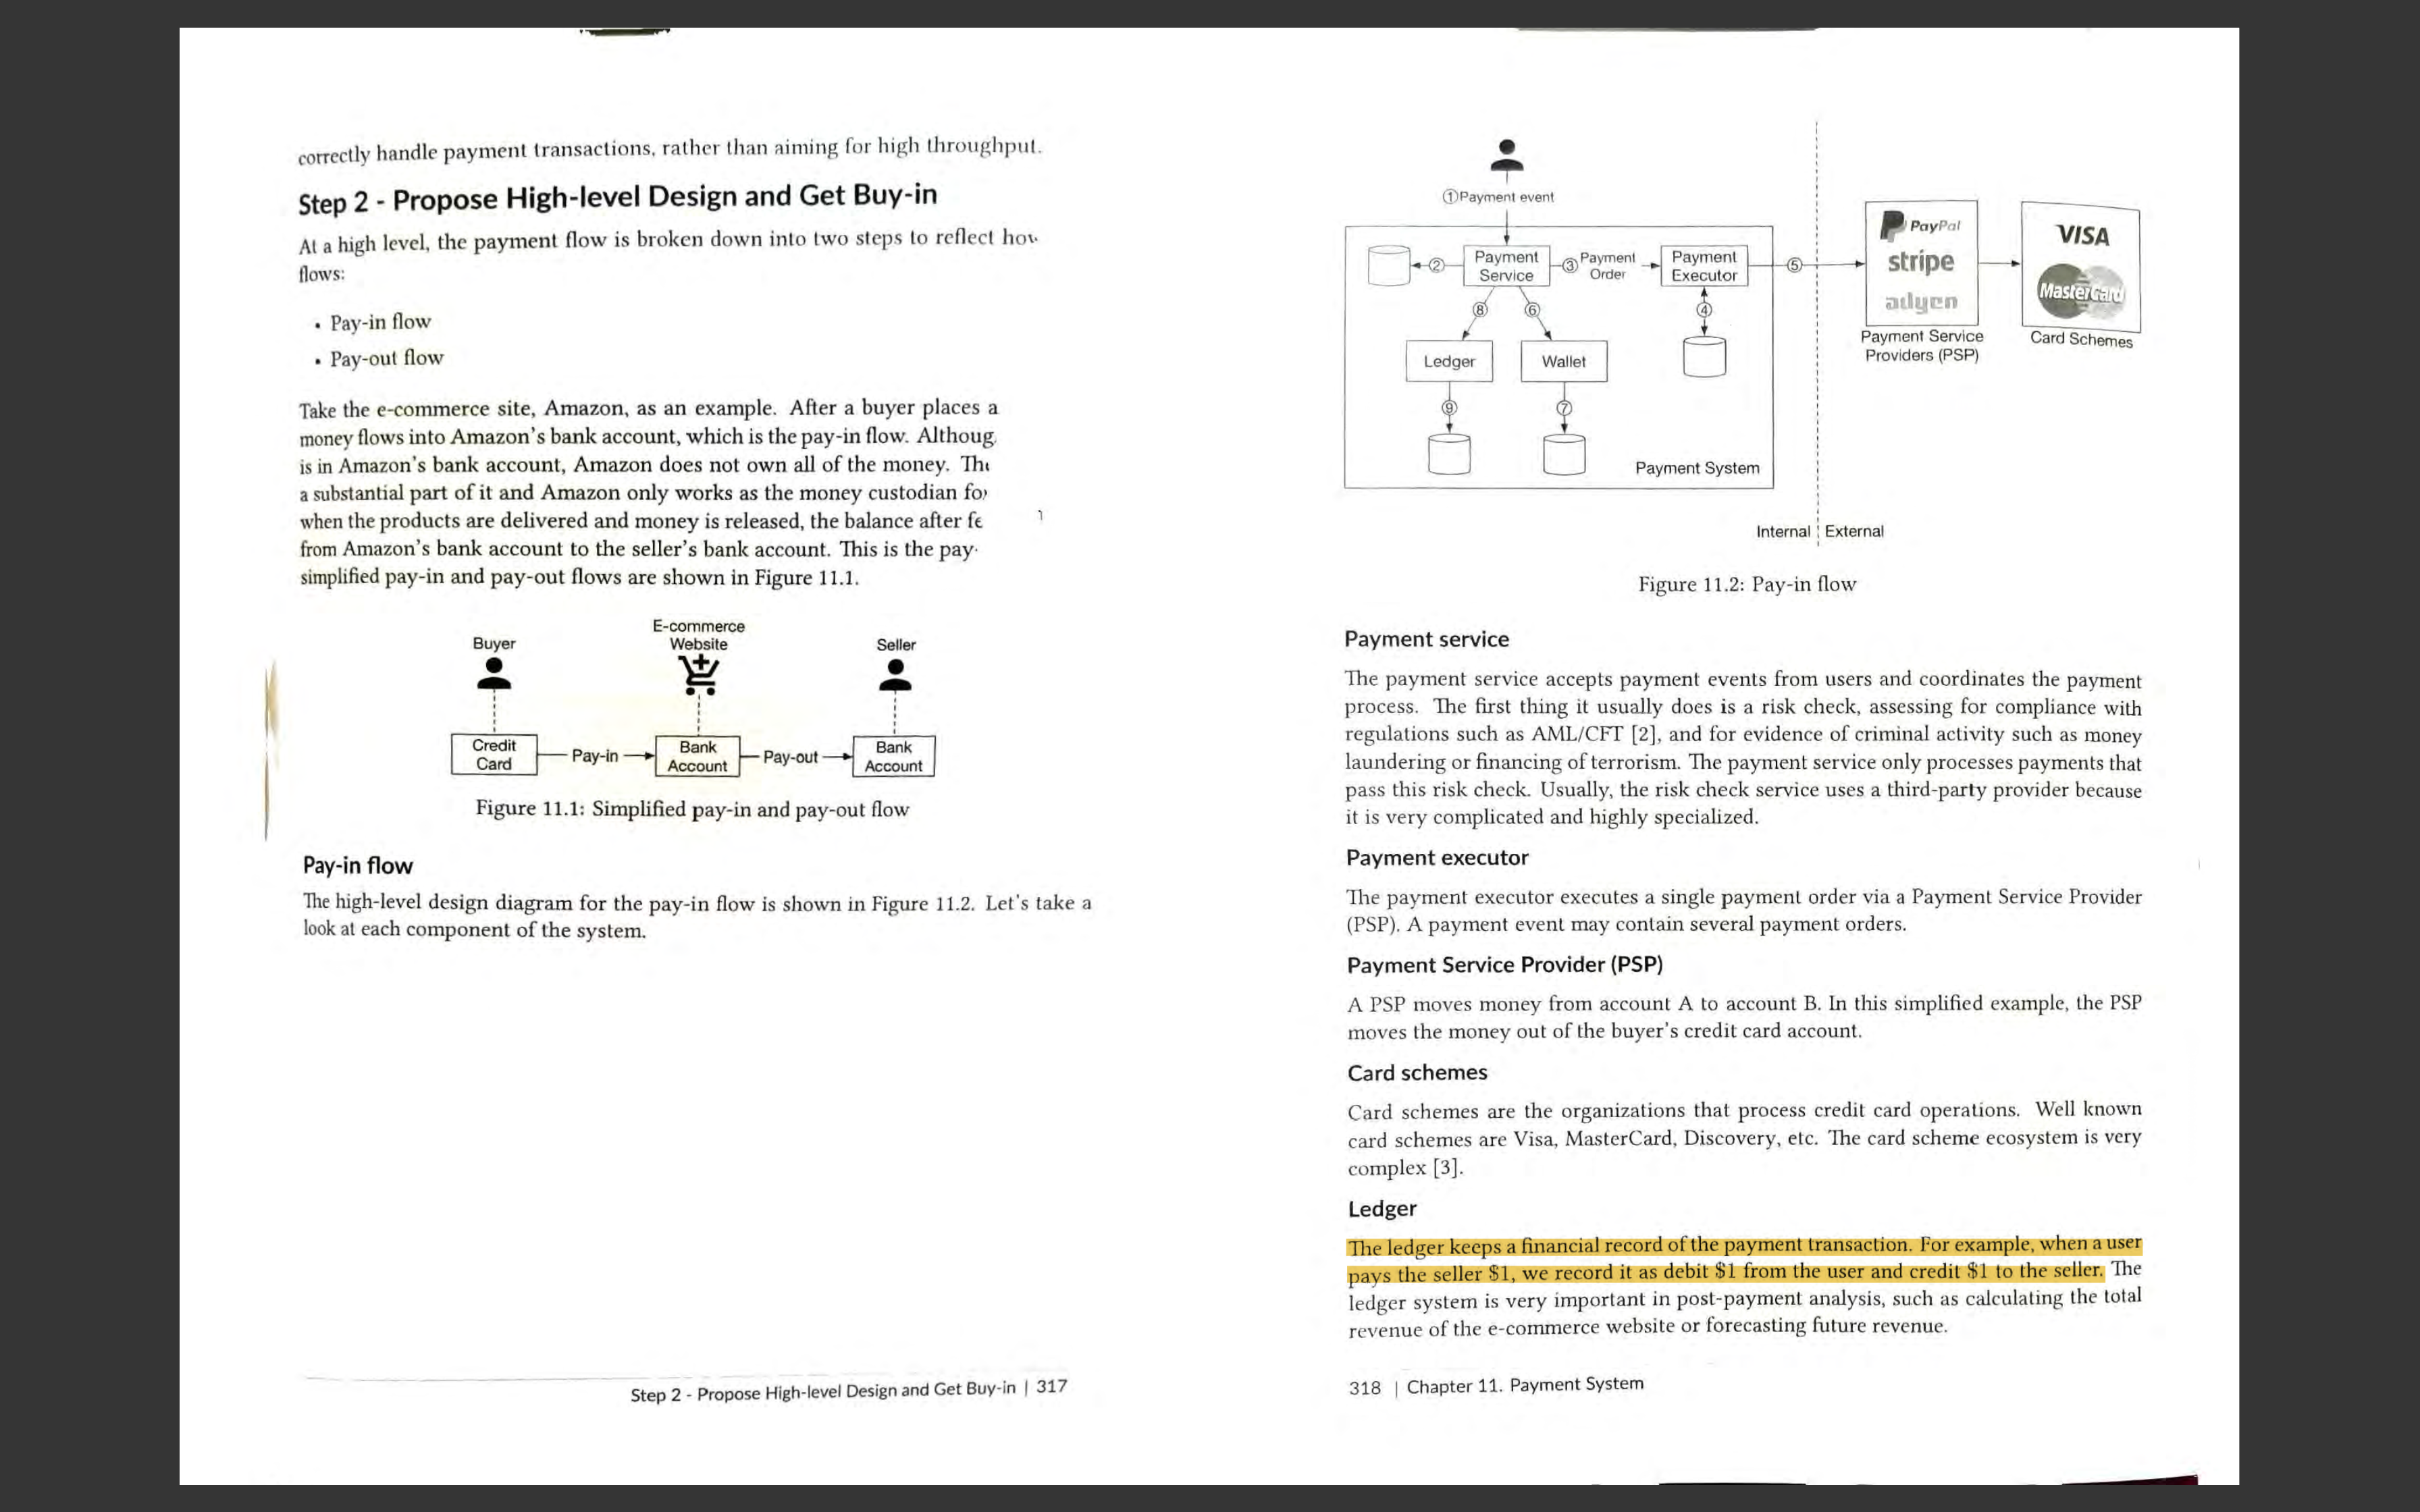 correctly handle payment transactions, rather than aiming for high throughput.
Step 2 - Propose High-level Design and Get Buy-in
At a high level, the payment flow is broken down into two steps to reflect
flows:
• Pay-in flow
• Pay-out flow
Take the e-commerce site, Amazon, as an example. After a buyer places a
money flows into Amazon's bank account, which is the pay-in flow.
is in Amazon's bank account, Amazon does not own all of the money.
a substantial part of it and Amazon only works as the money custodian
when the products are delivered and money is released, the balance after
from Amazon's bank account to the seller's bank account. This is the
simplified pay-in and pay-out flows are shown in Figure 11.1.
Buyer
E-commerce
Website
Seller
Credit
Card
Pay-in
Bank
Account
Pay-out
Bank
Account
Figure 11.1: Simplified pay-in and pay-out flow
Pay-in flow
The high-level design diagram for the pay-in flow is shown in Figure 11.2. Let's take a
look at each component of the system.
Step 2 - Propose High-level Design and Get Buy-in | 317
①Payment event
②
Payment
Service
③ Payment
Order
Payment
Executor
⑤
PayPal
stripe
adyen
VISA
MasterCard
Payment Service
Providers (PSP)
Card Schemes
⑧
⑥
④
Ledger
Wallet
⑨
⑦
Payment System
Internal
External
Figure 11.2: Pay-in flow
Payment service
The payment service accepts payment events from users and coordinates the payment
process. The first thing it usually does is a risk check, assessing for compliance with
regulations such as AML/CFT [2], and for evidence of criminal activity such as money
laundering or financing of terrorism. The payment service only processes payments that
pass this risk check. Usually, the risk check service uses a third-party provider because
it is very complicated and highly specialized.
Payment executor
The payment executor executes a single payment order via a Payment Service Provider
(PSP). A payment event may contain several payment orders.
Payment Service Provider (PSP)
A PSP moves money from account A to account B. In this simplified example, the PSP
moves the money out of the buyer's credit card account.
Card schemes
Card schemes are the organizations that process credit card operations. Well known
card schemes are Visa, MasterCard, Discovery, etc. The card scheme ecosystem is very
complex [3].
Ledger
The ledger keeps a financial record of the payment transaction. For example, when a user
pays the seller $1, we record it as debit $1 from the user and credit $1 to the seller. The
ledger system is very important in post-payment analysis, such as calculating the total
revenue of the e-commerce website or forecasting future revenue.
318 | Chapter 11. Payment System